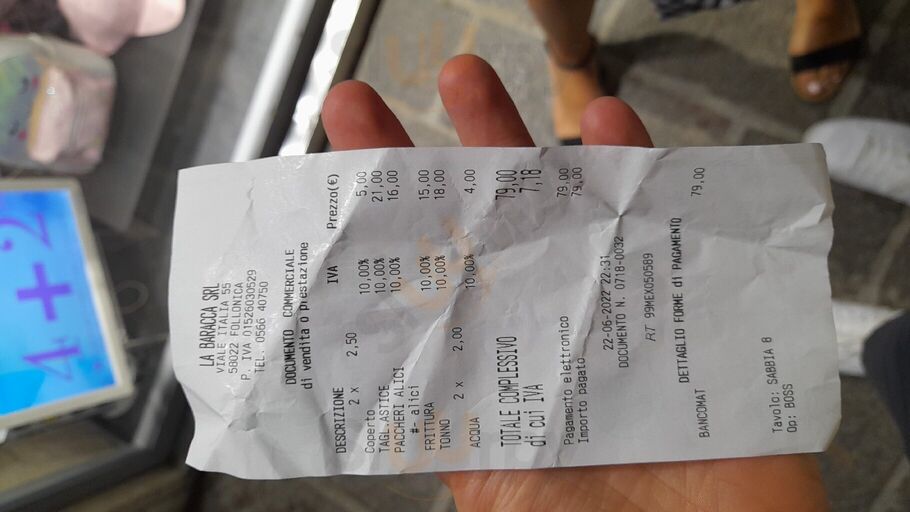 LA BARACCA SRL
VIALE ITALIA 55
58022 FOLLONICA
P. IVA 01526030529
TEL. 0566 40750
DOCUMENTO COMMERCIALE
di vendita o prestazione
DESCRIZIONE IVA Prezzo(€)
2 X 2,50
Coperto 10,00% 5,00
TAGL.ASTICE 10,00% 21,00
PACCHERI ALICI 10,00% 16,00
#- alici
FRITTURA 10,00% 15,00
TONNO 10,00% 18,00
2 X 2,00
ACQUA 10,00% 4,00
TOTALE COMPLESSIVO 79,00
di cui IVA 7,18
Pagamento elettronico 79,00
Importo pagato 79,00
22-06-2022 22:31
DOCUMENTO N. 0718-0032
RT 99MEX050589
DETTAGLIO FORME di PAGAMENTO
BANCOMAT 79,00
Tavolo: SABBIA 8
Op: BOSS
4+2